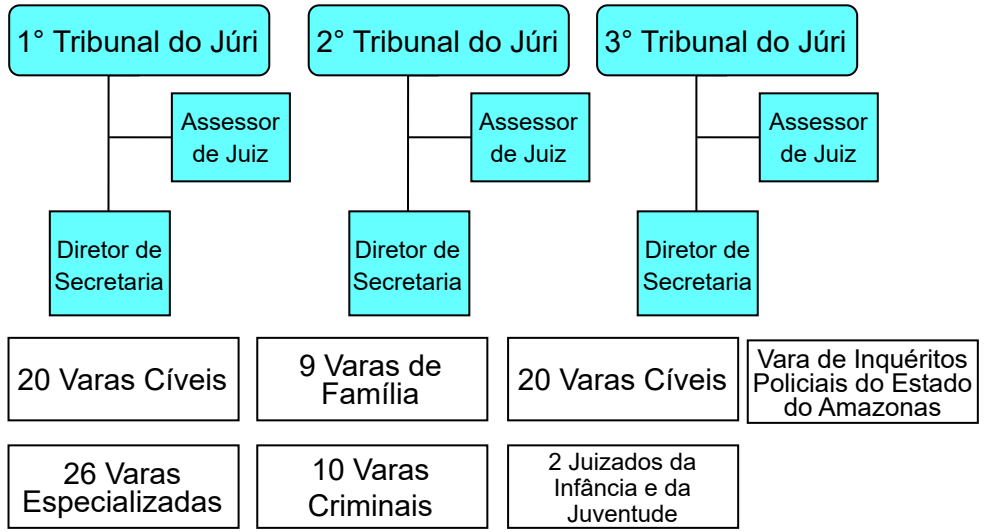 1° Tribunal do Júri
2° Tribunal do Júri
3° Tribunal do Júri
Assessor
de Juiz
Assessor
de Juiz
Assessor
de Juiz
Diretor de
Secretaria
Diretor de
Secretaria
Diretor de
Secretaria
20 Varas Cíveis
9 Varas de
Família
20 Varas Cíveis
Vara de Inquéritos
Policiais do Estado
do Amazonas
26 Varas
Especializadas
10 Varas
Criminais
2 Juizados da
Infância e da
Juventude